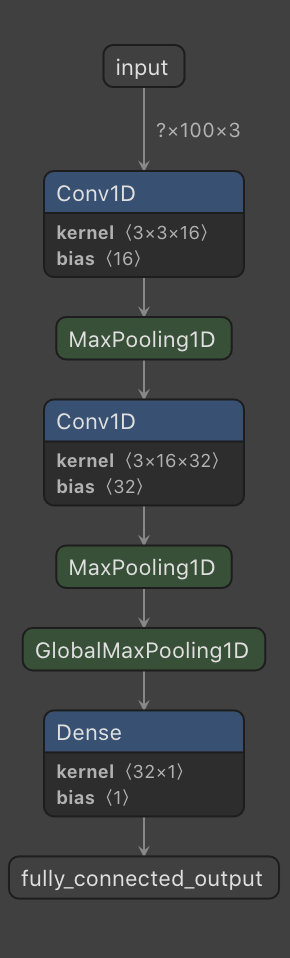 input
?×100×3
Conv1D
kernel ⟨3×3×16⟩
bias ⟨16⟩
MaxPooling1D
Conv1D
kernel ⟨3×16×32⟩
bias ⟨32⟩
MaxPooling1D
GlobalMaxPooling1D
Dense
kernel ⟨32×1⟩
bias ⟨1⟩
fully_connected_output